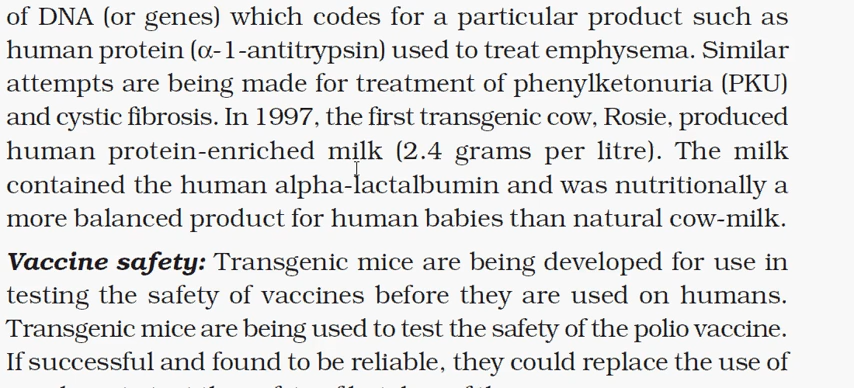 of DNA (or genes) which codes for a particular product such as
human protein (α-1-antitrypsin) used to treat emphysema. Similar
attempts are being made for treatment of phenylketonuria (PKU)
and cystic fibrosis. In 1997, the first transgenic cow, Rosie, produced
human protein-enriched milk (2.4 grams per litre). The milk
contained the human alpha-lactalbumin and was nutritionally a
more balanced product for human babies than natural cow-milk.
Vaccine safety: Transgenic mice are being developed for use in
testing the safety of vaccines before they are used on humans.
Transgenic mice are being used to test the safety of the polio vaccine.
If successful and found to be reliable, they could replace the use of